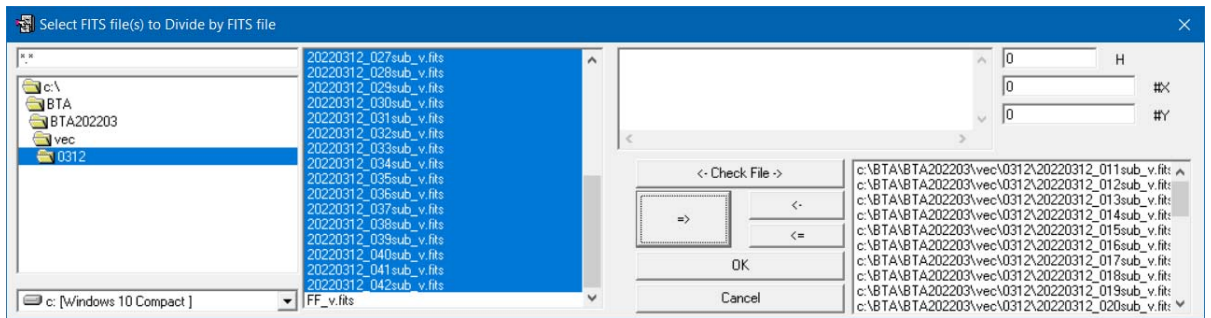 Select FITS file(s) to Divide by FITS file
*.*
c:\
BTA
BTA202203
vec
0312
c: [Windows 10 Compact ]
20220312_027sub_v.fits
20220312_028sub_v.fits
20220312_029sub_v.fits
20220312_030sub_v.fits
20220312_031sub_v.fits
20220312_032sub_v.fits
20220312_033sub_v.fits
20220312_034sub_v.fits
20220312_035sub_v.fits
20220312_036sub_v.fits
20220312_037sub_v.fits
20220312_038sub_v.fits
20220312_039sub_v.fits
20220312_040sub_v.fits
20220312_041sub_v.fits
20220312_042sub_v.fits
FF_v.fits
0 H
0 #X
0 #Y
<- Check File ->
=>
<-
<=
OK
Cancel
c:\BTA\BTA202203\vec\0312\20220312_011sub_v.fits
c:\BTA\BTA202203\vec\0312\20220312_012sub_v.fits
c:\BTA\BTA202203\vec\0312\20220312_013sub_v.fits
c:\BTA\BTA202203\vec\0312\20220312_014sub_v.fits
c:\BTA\BTA202203\vec\0312\20220312_015sub_v.fits
c:\BTA\BTA202203\vec\0312\20220312_016sub_v.fits
c:\BTA\BTA202203\vec\0312\20220312_017sub_v.fits
c:\BTA\BTA202203\vec\0312\20220312_018sub_v.fits
c:\BTA\BTA202203\vec\0312\20220312_019sub_v.fits
c:\BTA\BTA202203\vec\0312\20220312_020sub_v.fits